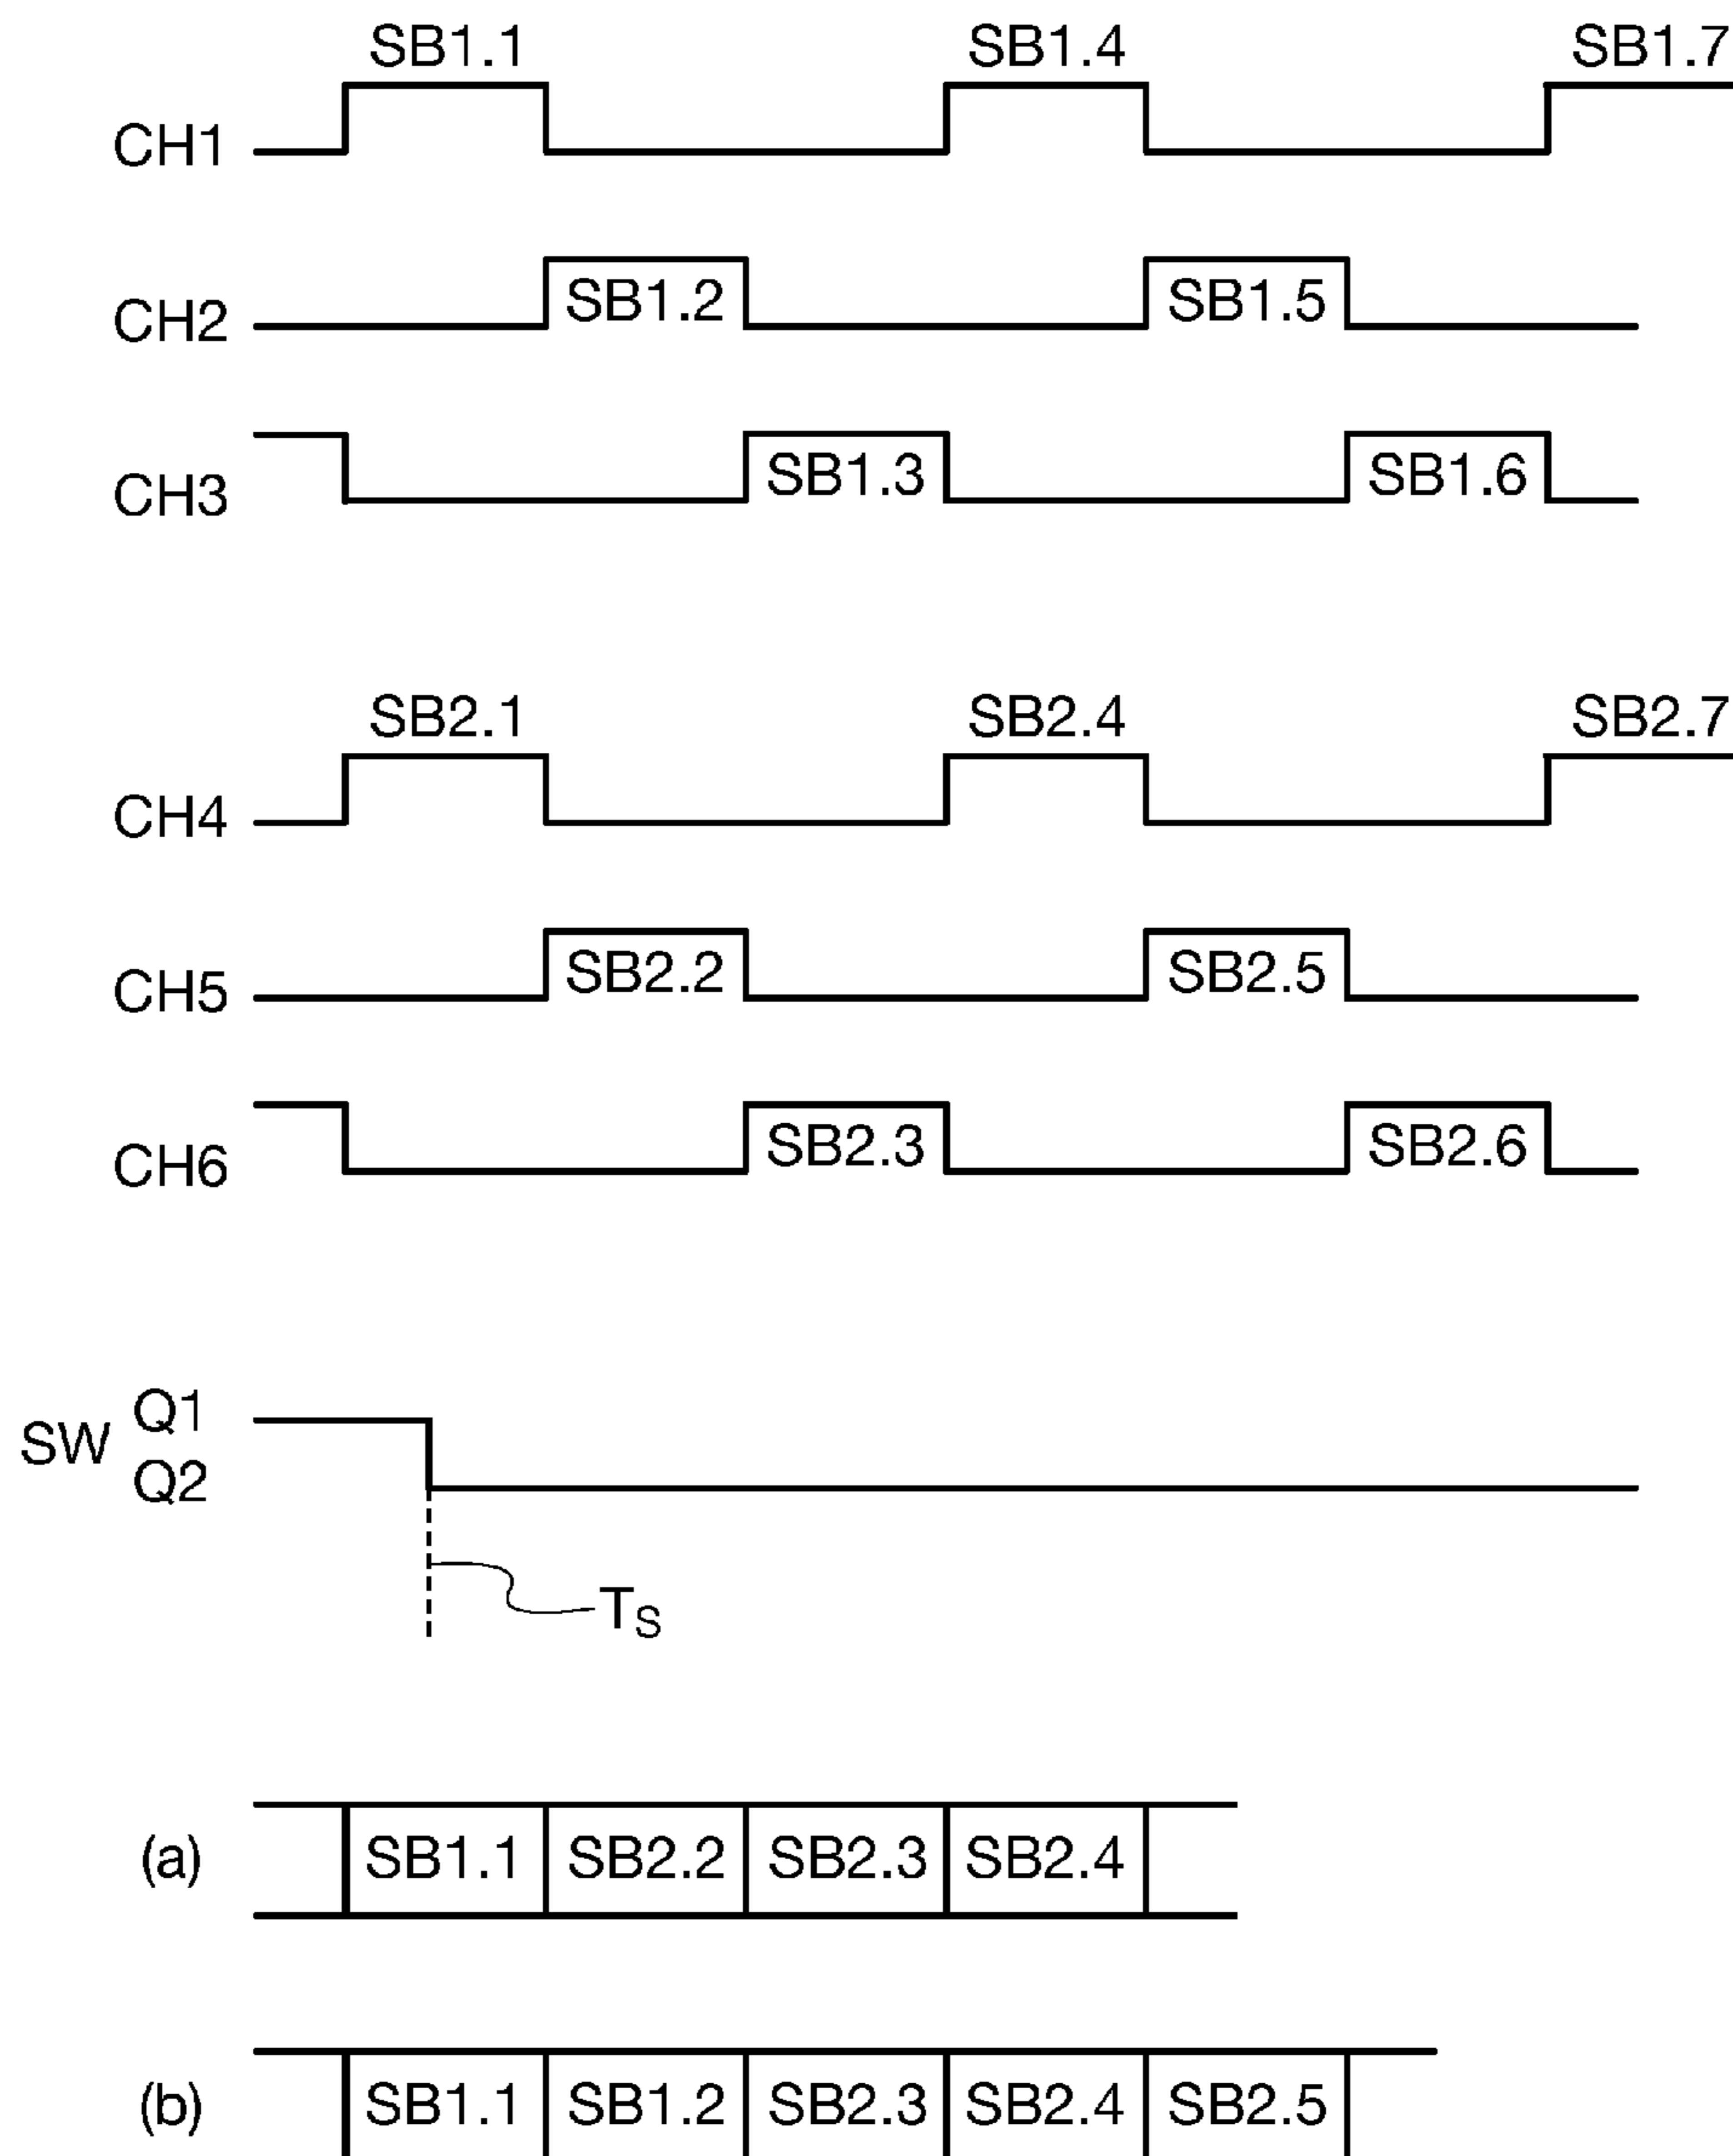 SB1.1 SB1.4 SB1.7
CH1
SB1.2 SB1.5
CH2
SB1.3 SB1.6
CH3
SB2.1 SB2.4 SB2.7
CH4
SB2.2 SB2.5
CH5
SB2.3 SB2.6
CH6
Q1
SW
Q2
TS
(a) SB1.1 SB2.2 SB2.3 SB2.4
(b) SB1.1 SB1.2 SB2.3 SB2.4 SB2.5